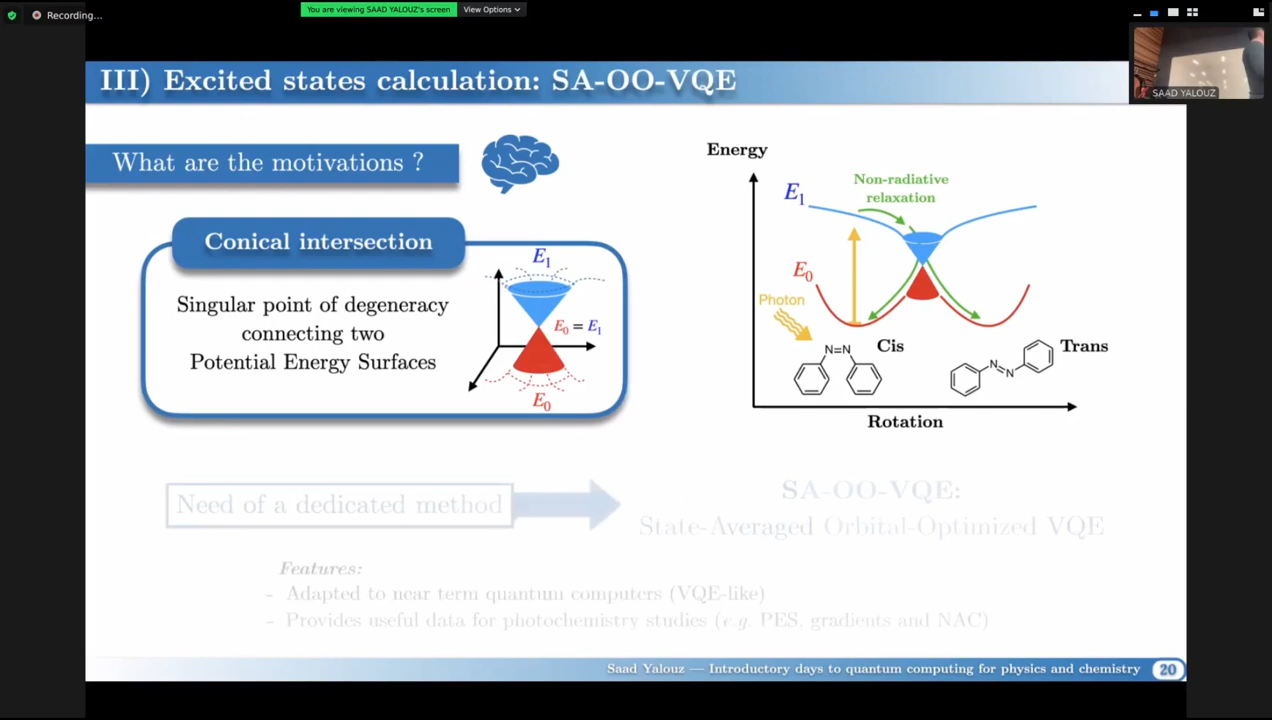 Recording...
You are viewing SAAD YALOUZ's screen
View Options
SAAD YALOUZ
III) Excited states calculation: SA-OO-VQE
What are the motivations ?
Conical intersection
Singular point of degeneracy
connecting two
Potential Energy Surfaces
E1
E0 = E1
E0
Energy
E1
Non-radiative
relaxation
E0
Photon
N=N
Cis
N
N
Trans
Rotation
Need of a dedicated method
SA-OO-VQE:
State-Averaged Orbital-Optimized VQE
Features:
- Adapted to near term quantum computers (VQE-like)
- Provides useful data for photochemistry studies (e.g. PES, gradients and NAC)
Saad Yalouz — Introductory days to quantum computing for physics and chemistry
20